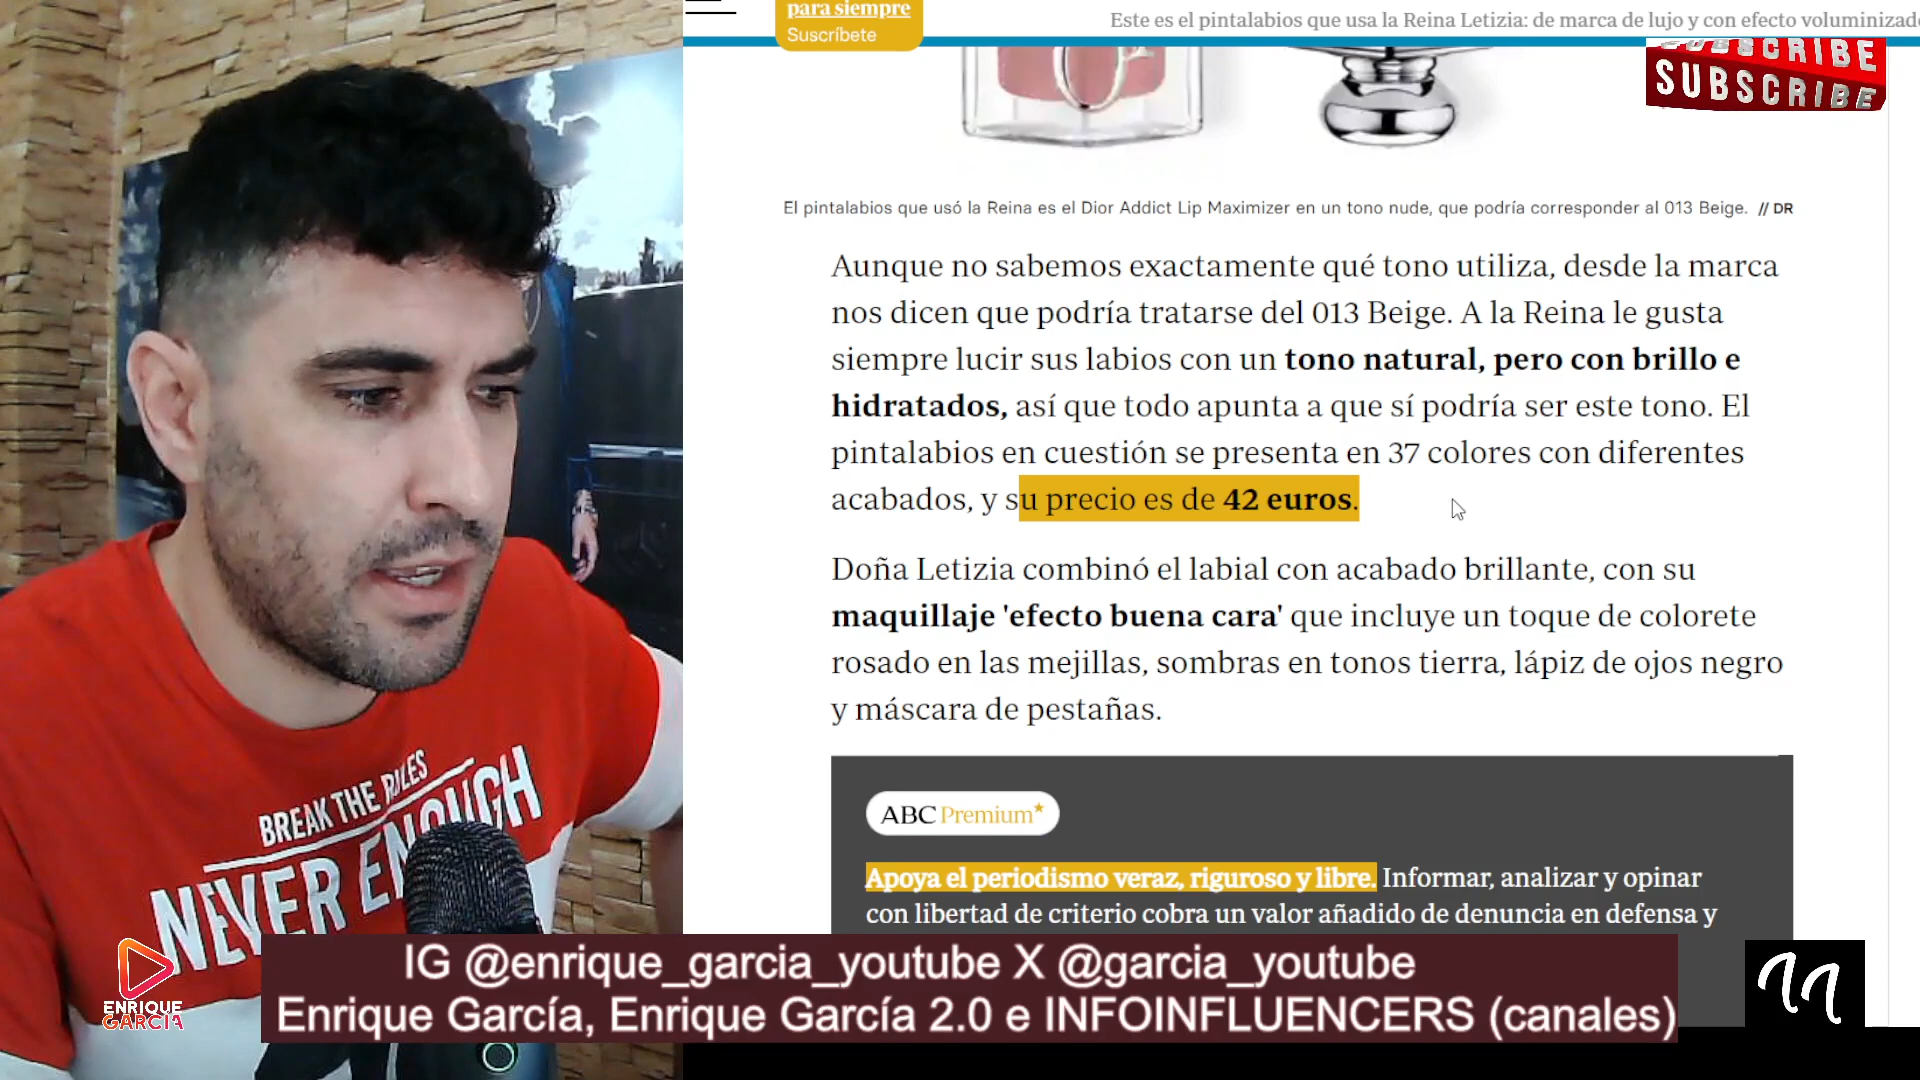 para siempre
Suscríbete
Este es el pintalabios que usa la Reina Letizia: de marca de lujo y con efecto
SUBSCRIBE
SUBSCRIBE
El pintalabios que usó la Reina es el Dior Addict Lip Maximizer en un tono nude, que podría corresponder al 013 Beige. // DR
Aunque no sabemos exactamente qué tono utiliza, desde la marca
nos dicen que podría tratarse del 013 Beige. A la Reina le gusta
siempre lucir sus labios con un tono natural, pero con brillo e
hidratados, así que todo apunta a que sí podría ser este tono. El
pintalabios en cuestión se presenta en 37 colores con diferentes
acabados, y su precio es de 42 euros.
Doña Letizia combinó el labial con acabado brillante, con su
maquillaje 'efecto buena cara' que incluye un toque de colorete
rosado en las mejillas, sombras en tonos tierra, lápiz de ojos negro
y máscara de pestañas.
ABC Premium
Apoya el periodismo veraz, riguroso y libre. Informar, analizar y opinar
con libertad de criterio cobra un valor añadido de denuncia en defensa y
BREAK THE RULES
NEVER ENOUGH
ENRIQUE
GARCIA
IG @enrique_garcia_youtube X @garcia_youtube
Enrique García, Enrique García 2.0 e INFOINFLUENCERS (canales)